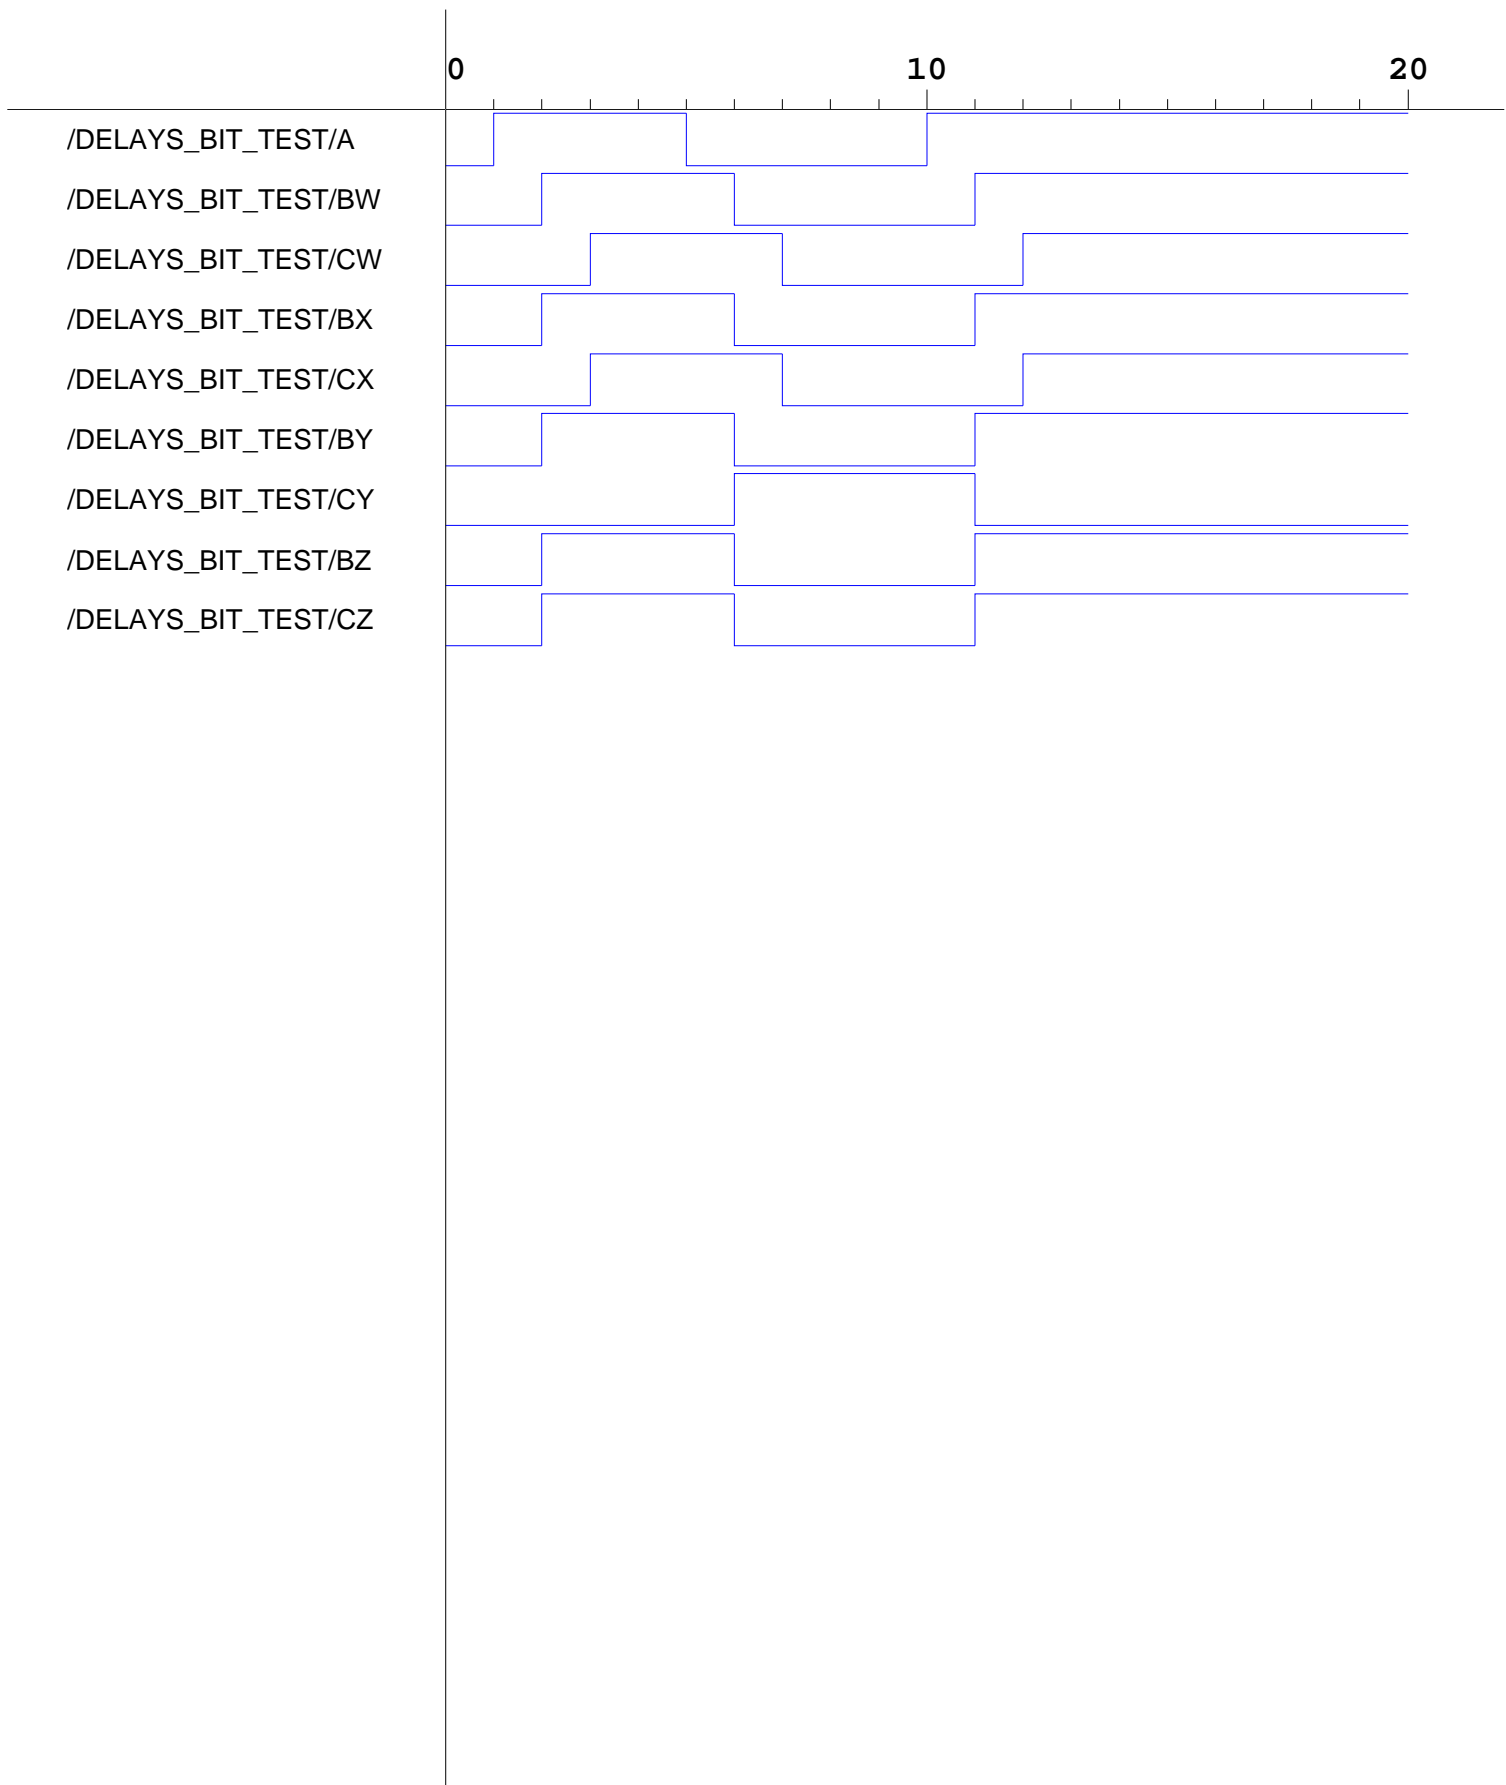 0 10 20
/DELAYS_BIT_TEST/A
/DELAYS_BIT_TEST/BW
/DELAYS_BIT_TEST/CW
/DELAYS_BIT_TEST/BX
/DELAYS_BIT_TEST/CX
/DELAYS_BIT_TEST/BY
/DELAYS_BIT_TEST/CY
/DELAYS_BIT_TEST/BZ
/DELAYS_BIT_TEST/CZ